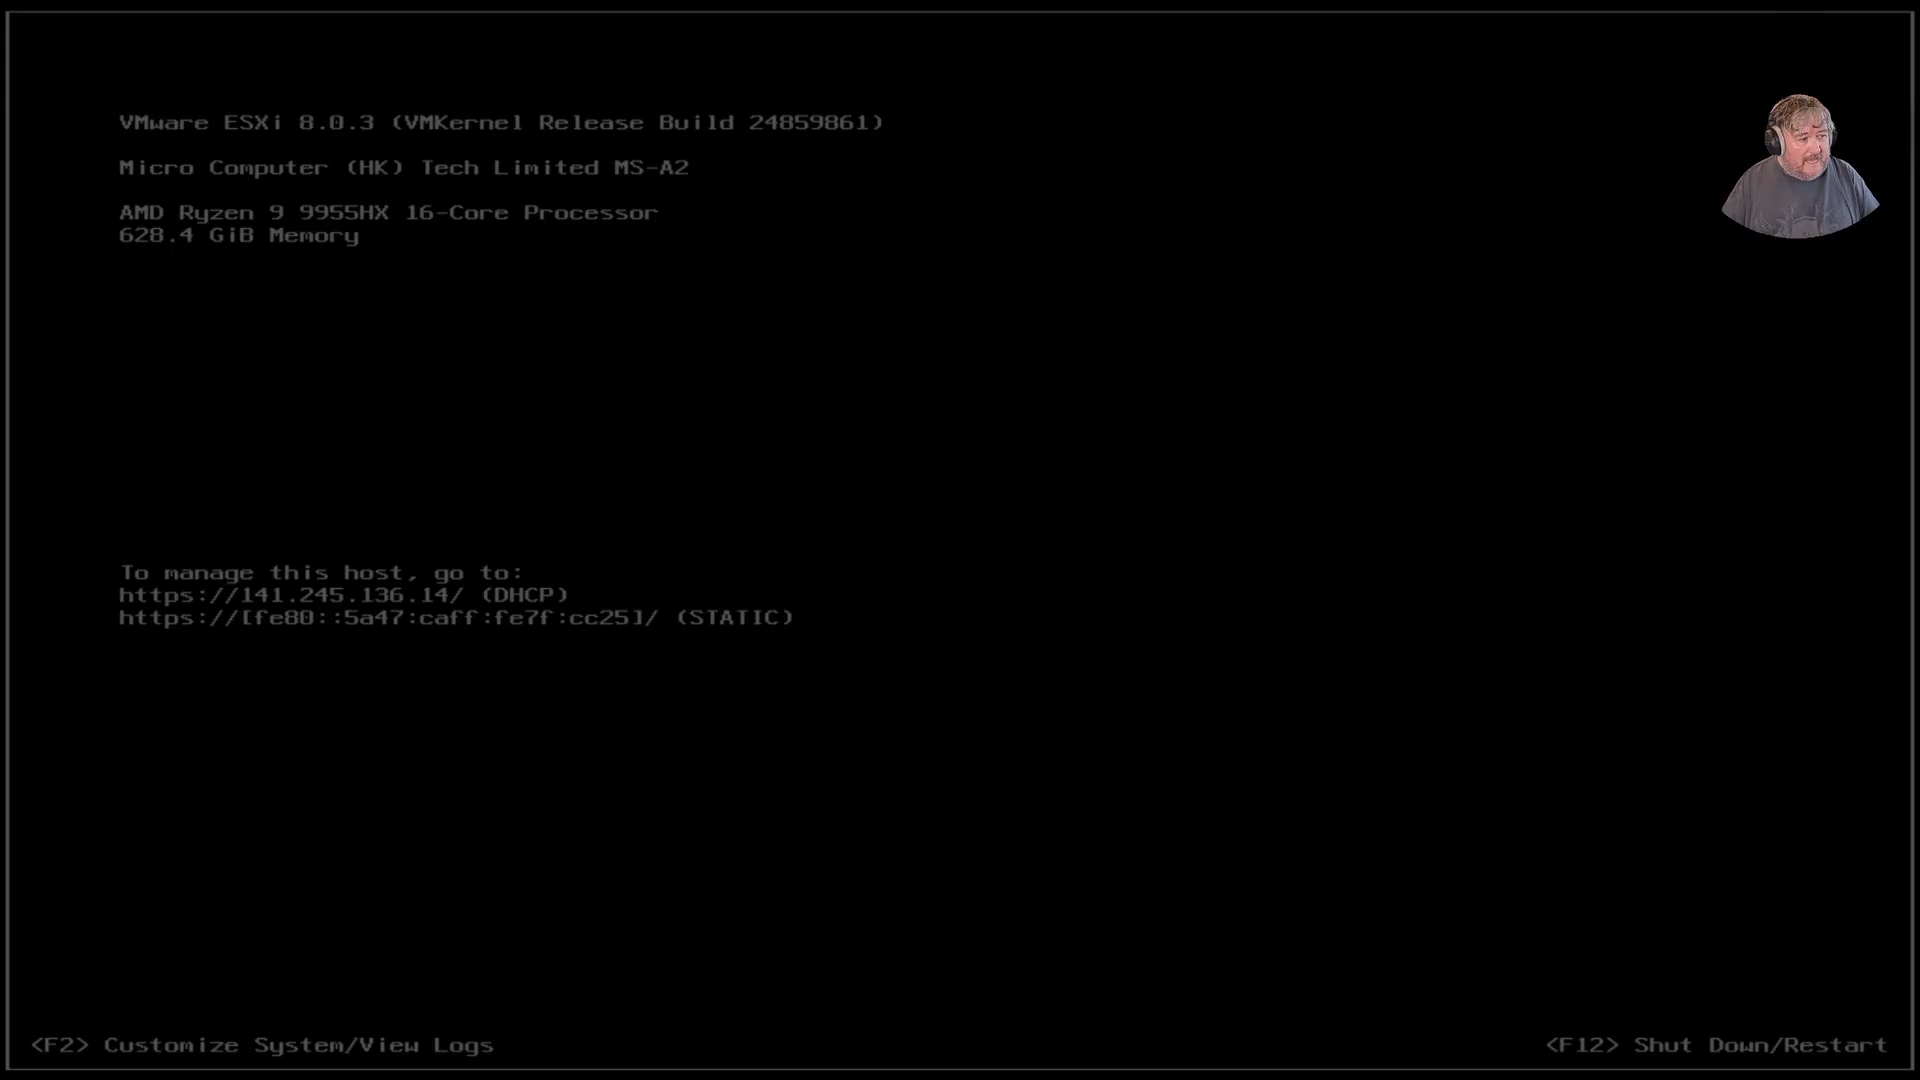 VMware ESXi 8.0.3 (VMKernel Release Build 24859861)
Micro Computer (HK) Tech Limited MS-A2
AMD Ryzen 9 9955HX 16-Core Processor
628.4 GiB Memory
To manage this host, go to:
https://141.245.136.14/ (DHCP)
https://[fe80::5a47:caff:fe7f:cc25]/ (STATIC)
<F2> Customize System/View Logs
<F12> Shut Down/Restart